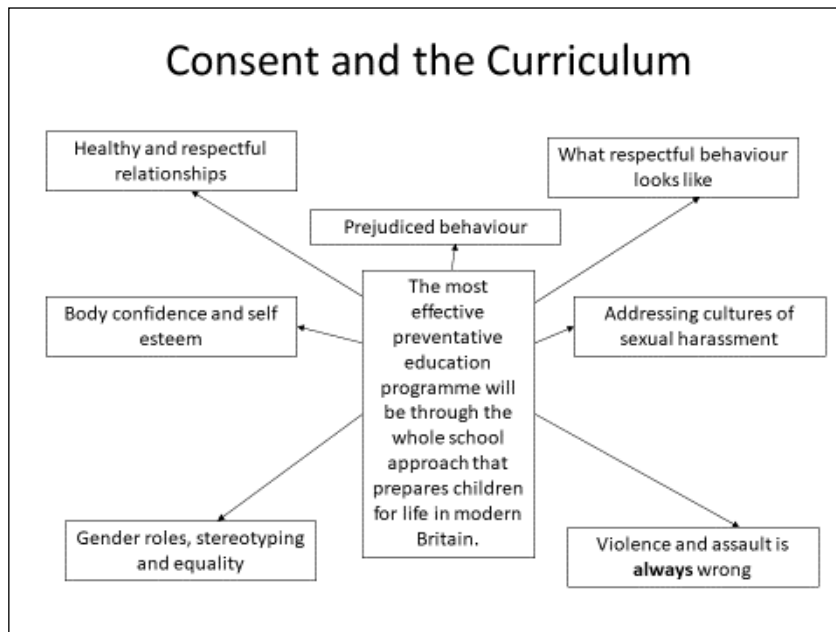 Consent and the Curriculum
Healthy and respectful
relationships
What respectful behaviour
looks like
Prejudiced behaviour
Body confidence and self
esteem
The most
effective
preventative
education
programme will
be through the
whole school
approach that
prepares children
for life in modern
Britain.
Addressing cultures of
sexual harassment
Gender roles, stereotyping
and equality
Violence and assault is
always wrong